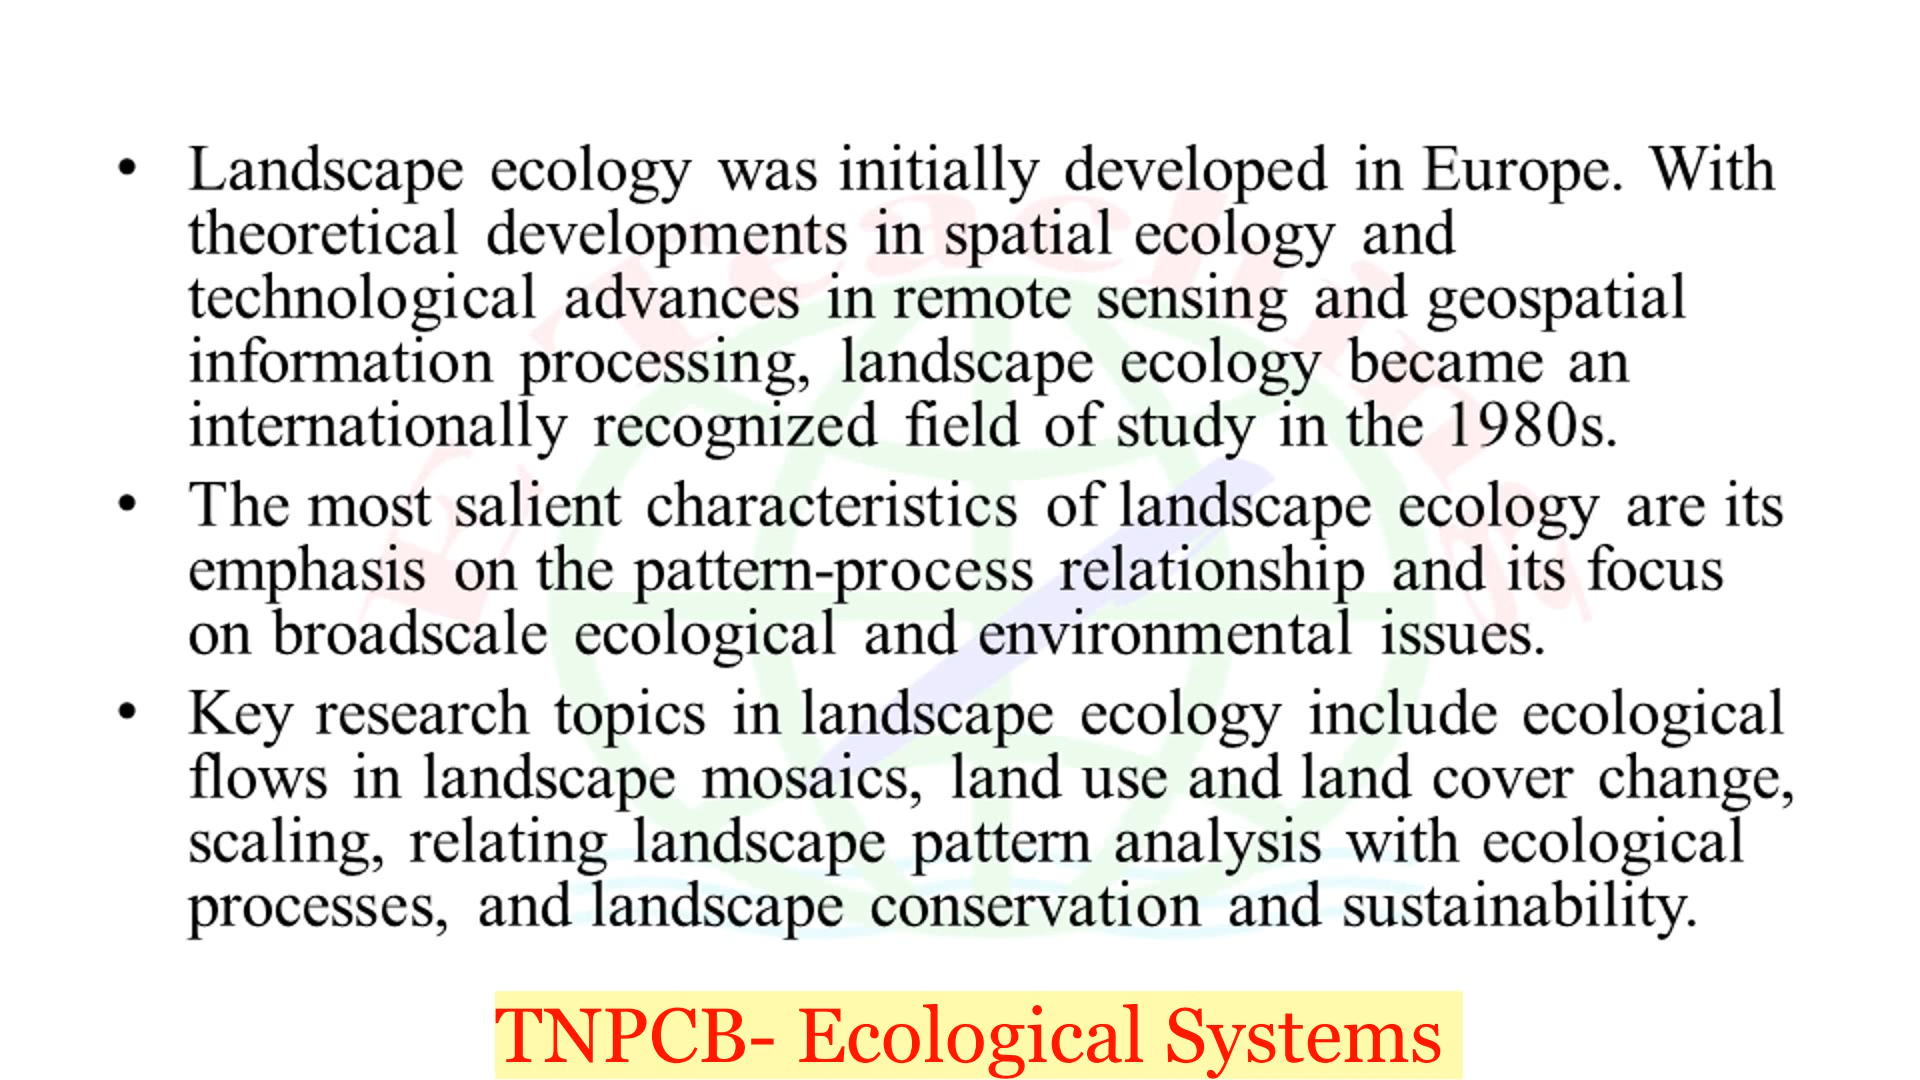 • Landscape ecology was initially developed in Europe. With
theoretical developments in spatial ecology and
technological advances in remote sensing and geospatial
information processing, landscape ecology became an
internationally recognized field of study in the 1980s.
• The most salient characteristics of landscape ecology are its
emphasis on the pattern-process relationship and its focus
on broadscale ecological and environmental issues.
• Key research topics in landscape ecology include ecological
flows in landscape mosaics, land use and land cover change,
scaling, relating landscape pattern analysis with ecological
processes, and landscape conservation and sustainability.
TNPCB- Ecological Systems